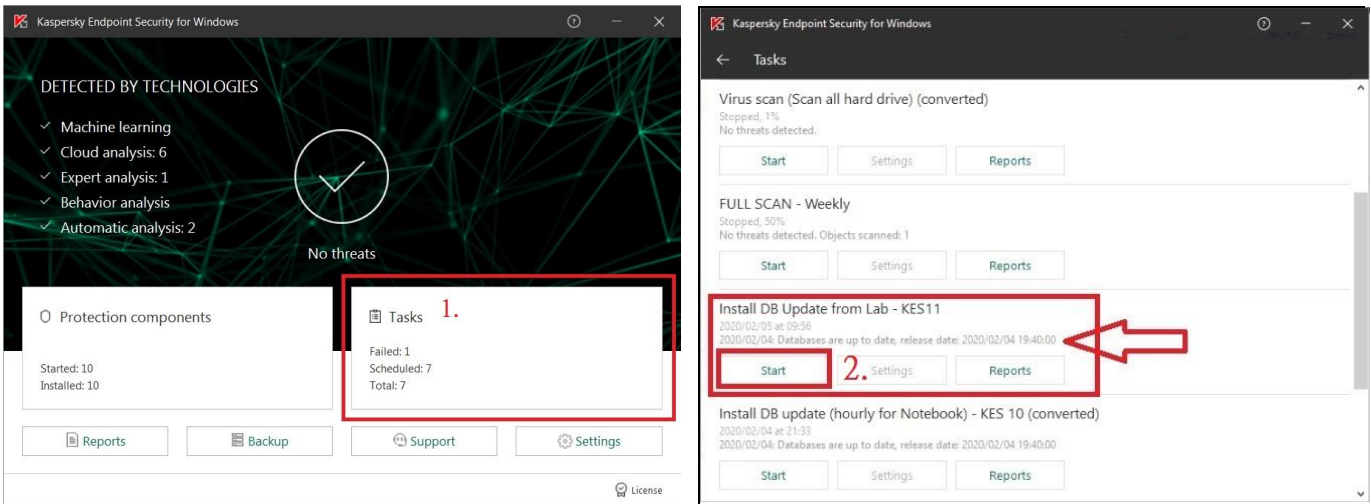 Kaspersky Endpoint Security for Windows
DETECTED BY TECHNOLOGIES
Machine learning
Cloud analysis: 6
Expert analysis: 1
Behavior analysis
Automatic analysis: 2
No threats
Protection components
Started: 10
Installed: 10
Tasks 1.
Failed: 1
Scheduled: 7
Total: 7
Reports
Backup
Support
Settings
License
Kaspersky Endpoint Security for Windows
Tasks
Virus scan (Scan all hard drive) (converted)
Stopped, 1%
No threats detected.
Start Settings Reports
FULL SCAN - Weekly
Stopped, 50%
No threats detected. Objects scanned: 1
Start Settings Reports
Install DB Update from Lab - KES11
2020/02/05 at 09:56
2020/02/04: Databases are up to date, release date: 2020/02/04 19:40:00
Start 2. Settings Reports
Install DB update (hourly for Notebook) - KES 10 (converted)
2020/02/04 at 21:33
2020/02/04: Databases are up to date, release date: 2020/02/04 19:40:00
Start Settings Reports